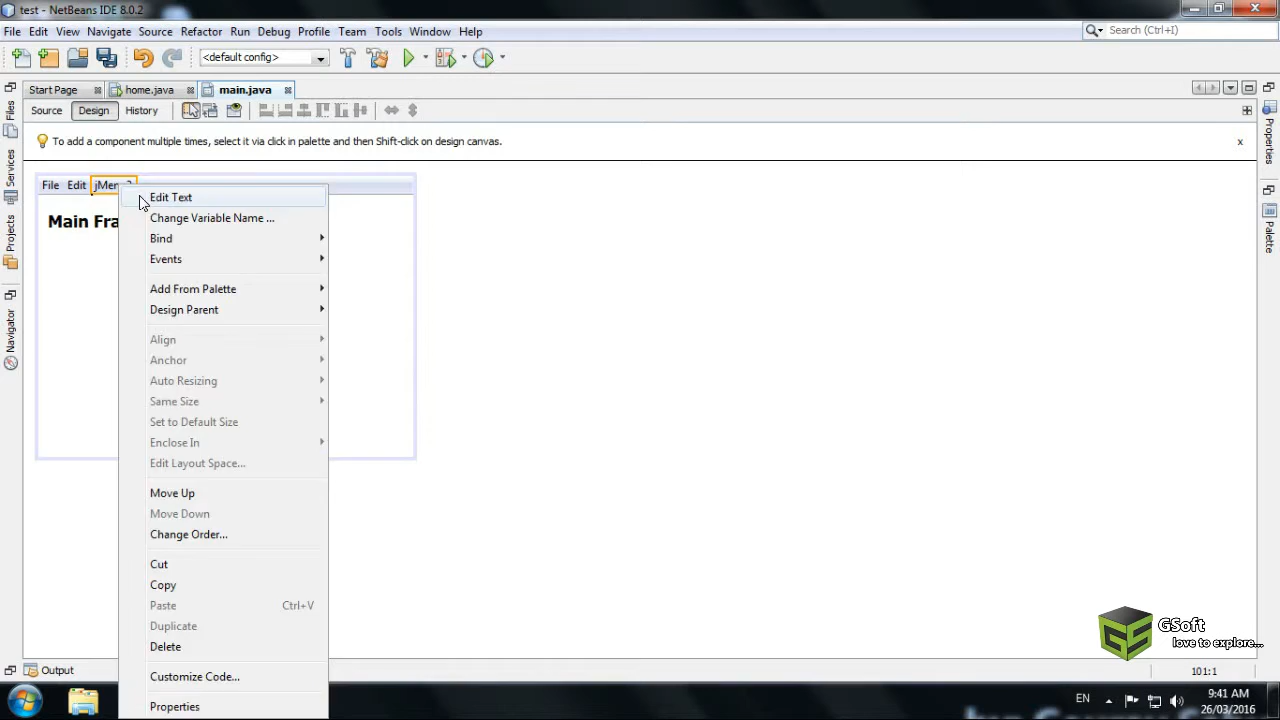 test - NetBeans IDE 8.0.2
File Edit View Navigate Source Refactor Run Debug Profile Team Tools Window Help
Search (Ctrl+I)
<default config>
Start Page home.java main.java
Source Design History
To add a component multiple times, select it via click in palette and then Shift-click on design canvas. x
File Edit
Main Fra
Edit Text
Change Variable Name ...
Bind
Events
Add From Palette
Design Parent
Align
Anchor
Auto Resizing
Same Size
Set to Default Size
Enclose In
Edit Layout Space...
Move Up
Move Down
Change Order...
Cut
Copy
Paste Ctrl+V
Duplicate
Delete
Customize Code...
Properties
Files
Services
Projects
Navigator
Properties
Palette
GSoft
love to explore...
Output
101:1
EN
9:41 AM
26/03/2016